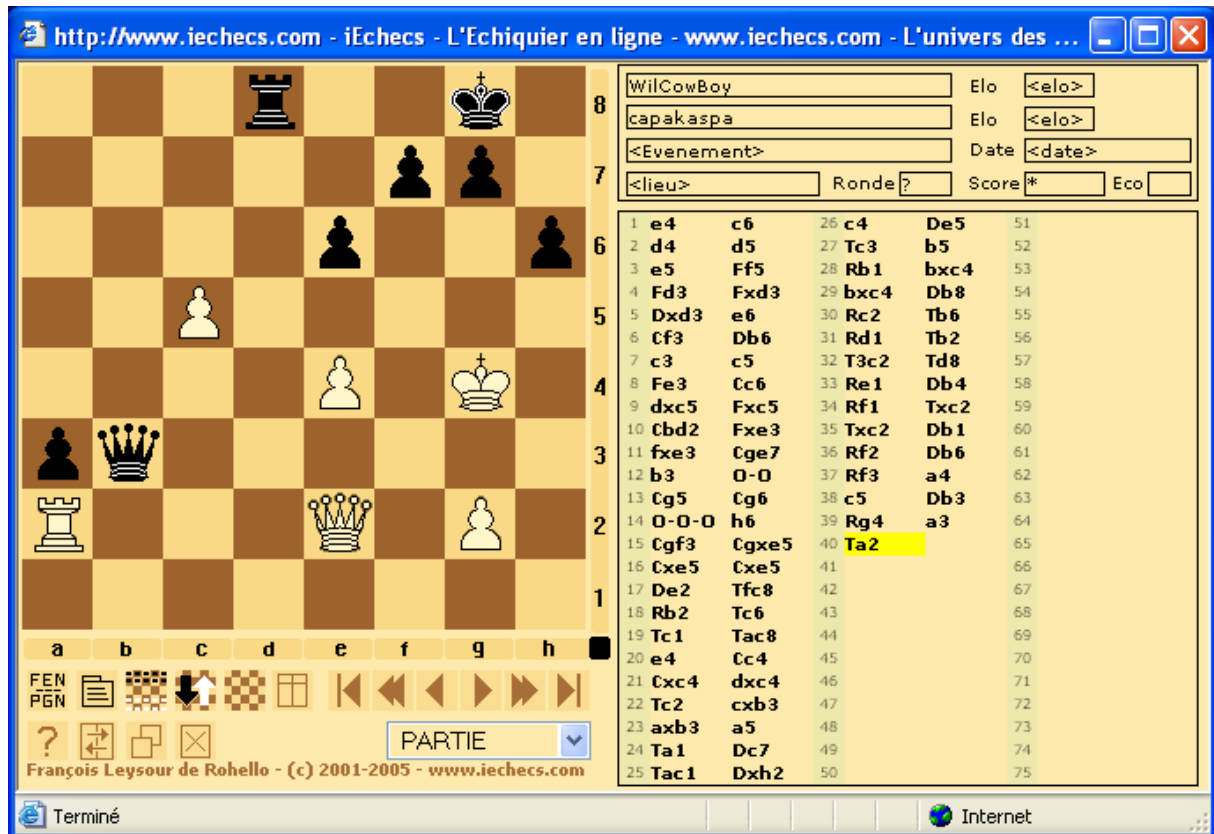 http://www.iechecs.com - iEchecs - L'Echiquier en ligne - www.iechecs.com - L'univers des ...
8
7
6
5
4
3
2
1
a b c d e f g h
WilCowBoy Elo <elo>
capakaspa Elo <elo>
<Evenement> Date <date>
<lieu> Ronde ? Score * Eco
1 e4 c6 26 c4 De5 51
2 d4 d5 27 Tc3 b5 52
3 e5 Ff5 28 Rb1 bxc4 53
4 Fd3 Fxd3 29 bxc4 Db8 54
5 Dxd3 e6 30 Rc2 Tb6 55
6 Cf3 Db6 31 Rd1 Tb2 56
7 c3 c5 32 T3c2 Td8 57
8 Fe3 Cc6 33 Re1 Db4 58
9 dxc5 Fxc5 34 Rf1 Txc2 59
10 Cbd2 Fxe3 35 Txc2 Db1 60
11 fxe3 Cge7 36 Rf2 Db6 61
12 b3 0-0 37 Rf3 a4 62
13 Cg5 Cg6 38 c5 Db3 63
14 0-0-0 h6 39 Rg4 a3 64
15 Cgf3 Cgxe5 40 Ta2 65
16 Cxe5 Cxe5 41 66
17 De2 Tfc8 42 67
18 Rb2 Tc6 43 68
19 Tc1 Tac8 44 69
20 e4 Cc4 45 70
21 Cxc4 dxc4 46 71
22 Tc2 cxb3 47 72
23 axb3 a5 48 73
24 Ta1 Dc7 49 74
25 Tac1 Dxh2 50 75
FEN
PGN
?
PARTIE
François Leysour de Rohello - (c) 2001-2005 - www.iechecs.com
Terminé Internet